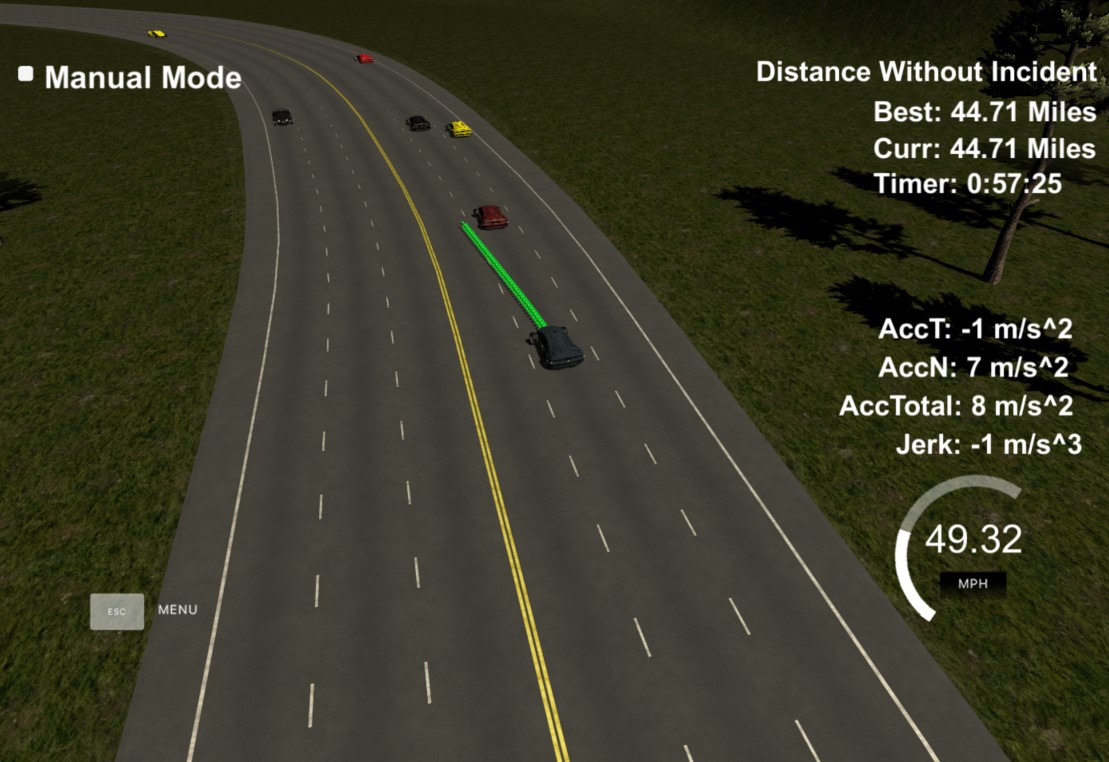 Manual Mode
Distance Without Incident
Best: 44.71 Miles
Curr: 44.71 Miles
Timer: 0:57:25
AccT: -1 m/s^2
AccN: 7 m/s^2
AccTotal: 8 m/s^2
Jerk: -1 m/s^3
49.32
MPH
ESC MENU